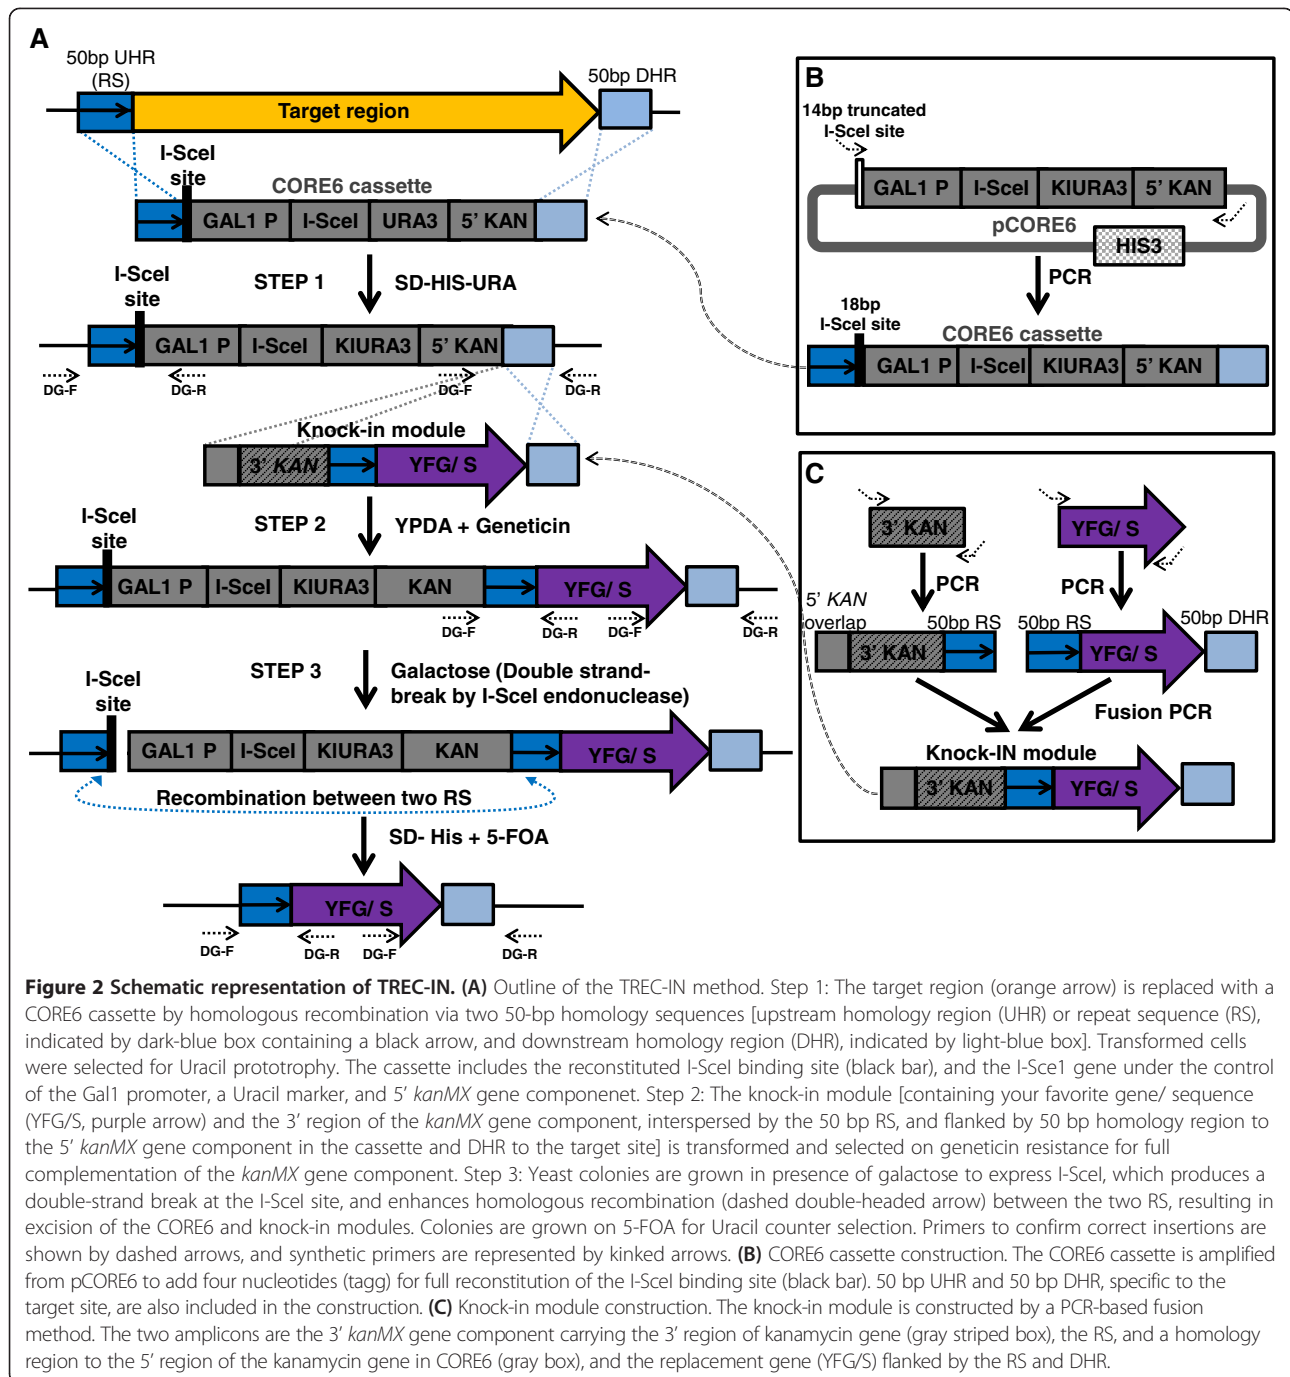 A
50bp UHR
(RS)
50bp DHR
Target region
I-SceI
site
CORE6 cassette
GAL1 P I-SceI URA3 5' KAN
I-SceI
site
STEP 1 SD-HIS-URA
GAL1 P I-SceI KIURA3 5' KAN
DG-F DG-R DG-F DG-R
Knock-in module
3' KAN YFG/ S
I-SceI
site
STEP 2 YPDA + Geneticin
GAL1 P I-SceI KIURA3 KAN YFG/ S
DG-F DG-R DG-F DG-R
I-SceI
site
STEP 3 Galactose (Double strand-
break by I-SceI endonuclease)
GAL1 P I-SceI KIURA3 KAN YFG/ S
Recombination between two RS
SD- His + 5-FOA
YFG/ S
DG-F DG-R DG-F DG-R
B
14bp truncated
I-SceI site
GAL1 P I-SceI KIURA3 5' KAN
pCORE6
HIS3
PCR
18bp
I-SceI site
CORE6 cassette
GAL1 P I-SceI KIURA3 5' KAN
C
3' KAN YFG/ S
PCR PCR
5' KAN
overlap
50bp RS 50bp RS 50bp DHR
3' KAN YFG/ S
Fusion PCR
Knock-IN module
3' KAN YFG/ S
Figure 2 Schematic representation of TREC-IN. (A) Outline of the TREC-IN method. Step 1: The target region (orange arrow) is replaced with a
CORE6 cassette by homologous recombination via two 50-bp homology sequences [upstream homology region (UHR) or repeat sequence (RS),
indicated by dark-blue box containing a black arrow, and downstream homology region (DHR), indicated by light-blue box]. Transformed cells
were selected for Uracil prototrophy. The cassette includes the reconstituted I-SceI binding site (black bar), and the I-Sce1 gene under the control
of the Gal1 promoter, a Uracil marker, and 5' kanMX gene componenet. Step 2: The knock-in module [containing your favorite gene/ sequence
(YFG/S, purple arrow) and the 3' region of the kanMX gene component, interspersed by the 50 bp RS, and flanked by 50 bp homology region to
the 5' kanMX gene component in the cassette and DHR to the target site] is transformed and selected on geneticin resistance for full
complementation of the kanMX gene component. Step 3: Yeast colonies are grown in presence of galactose to express I-SceI, which produces a
double-strand break at the I-SceI site, and enhances homologous recombination (dashed double-headed arrow) between the two RS, resulting in
excision of the CORE6 and knock-in modules. Colonies are grown on 5-FOA for Uracil counter selection. Primers to confirm correct insertions are
shown by dashed arrows, and synthetic primers are represented by kinked arrows. (B) CORE6 cassette construction. The CORE6 cassette is amplified
from pCORE6 to add four nucleotides (tagg) for full reconstitution of the I-SceI binding site (black bar). 50 bp UHR and 50 bp DHR, specific to the
target site, are also included in the construction. (C) Knock-in module construction. The knock-in module is constructed by a PCR-based fusion
method. The two amplicons are the 3' kanMX gene component carrying the 3' region of kanamycin gene (gray striped box), the RS, and a homology
region to the 5' region of the kanamycin gene in CORE6 (gray box), and the replacement gene (YFG/S) flanked by the RS and DHR.